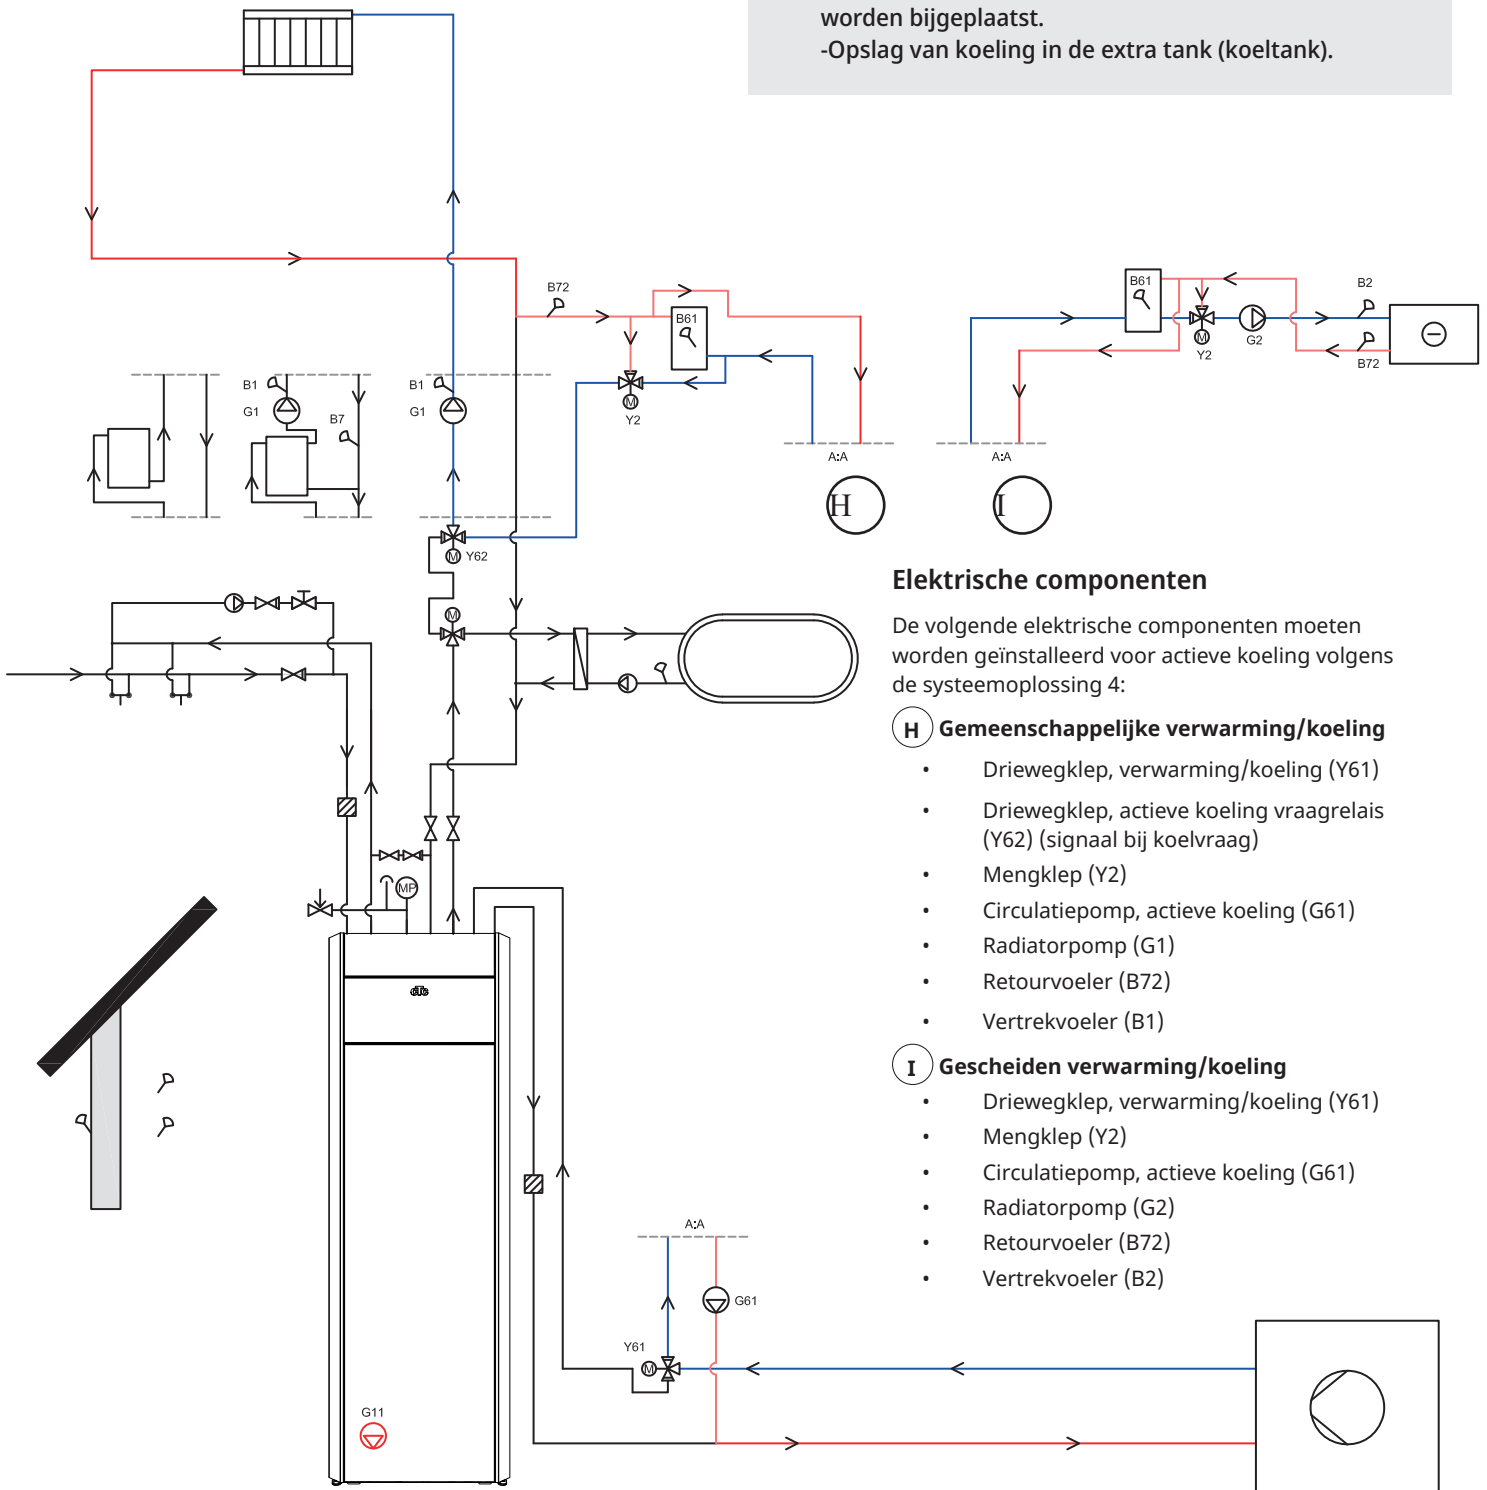 worden bijgeplaatst.
-Opslag van koeling in de extra tank (koeltank).
B72
B61
Y2
B61
B2
Y2
G2
B72
B1
G1
B7
B1
G1
A:A
A:A
H
I
M
M
M
Y62
M
Elektrische componenten
De volgende elektrische componenten moeten
worden geïnstalleerd voor actieve koeling volgens
de systeemoplossing 4:
H Gemeenschappelijke verwarming/koeling
• Driewegklep, verwarming/koeling (Y61)
• Driewegklep, actieve koeling vraagrelais
(Y62) (signaal bij koelvraag)
• Mengklep (Y2)
• Circulatiepomp, actieve koeling (G61)
• Radiatorpomp (G1)
• Retourvoeler (B72)
• Vertrekvoeler (B1)
I Gescheiden verwarming/koeling
• Driewegklep, verwarming/koeling (Y61)
• Mengklep (Y2)
• Circulatiepomp, actieve koeling (G61)
• Radiatorpomp (G2)
• Retourvoeler (B72)
• Vertrekvoeler (B2)
MP
CTC
A:A
G61
Y61
M
G11